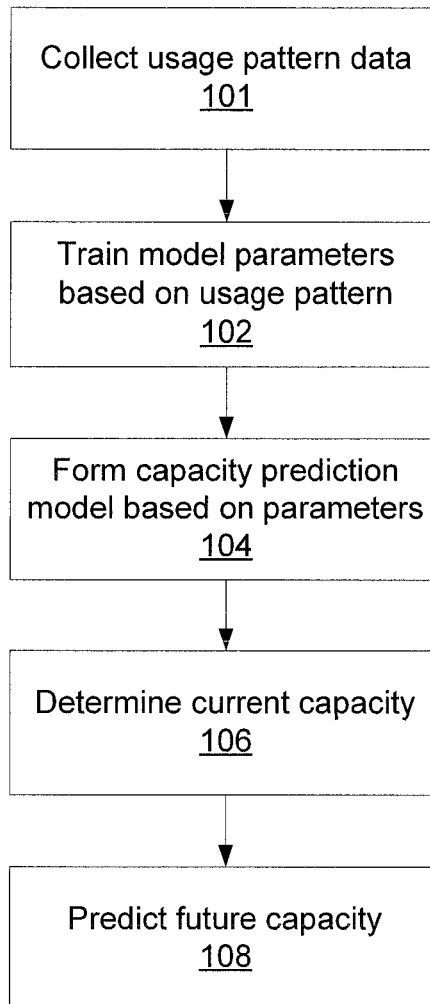 Collect usage pattern data
101
Train model parameters
based on usage pattern
102
Form capacity prediction
model based on parameters
104
Determine current capacity
106
Predict future capacity
108